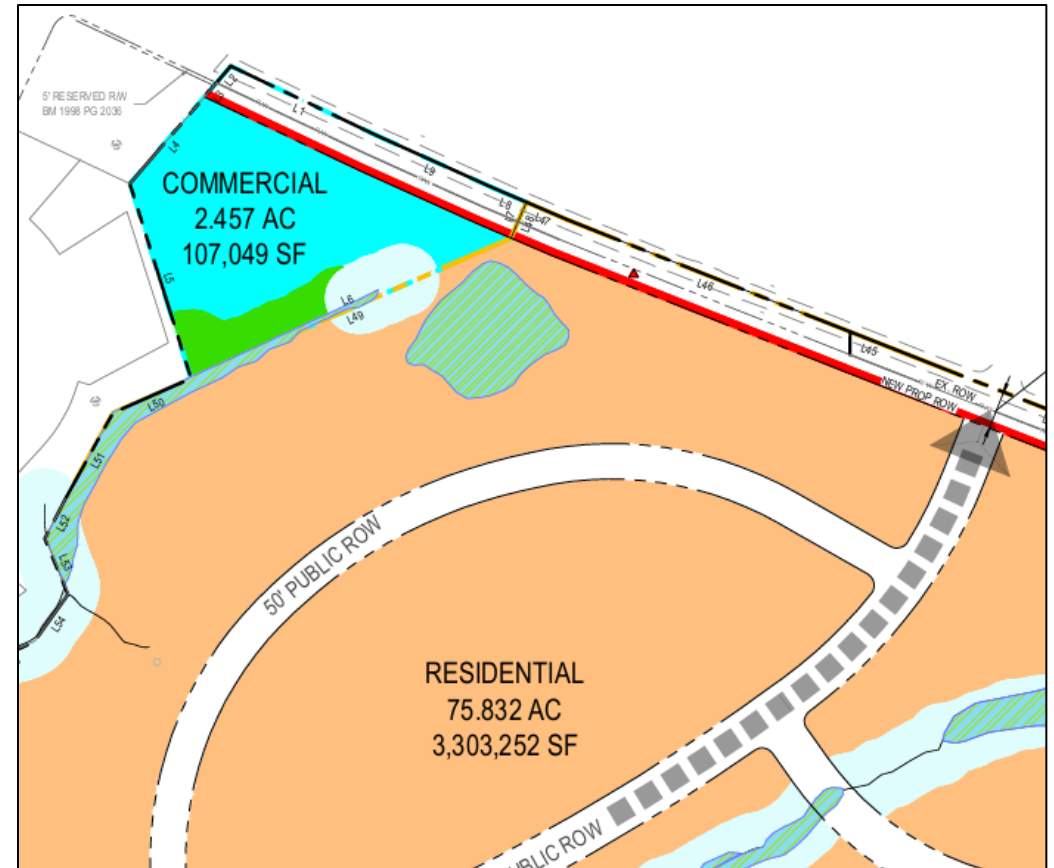 5' RESERVED R/W
BM 1998 PG 2036
L2
L1
L4
L9
COMMERCIAL
2.457 AC
107,049 SF
L8
L47
L48
L5
L6
L49
L46
L45
EX. ROW
NEW PROP ROW
L50
L51
L52
L53
L54
50' PUBLIC ROW
RESIDENTIAL
75.832 AC
3,303,252 SF
BLIC ROW